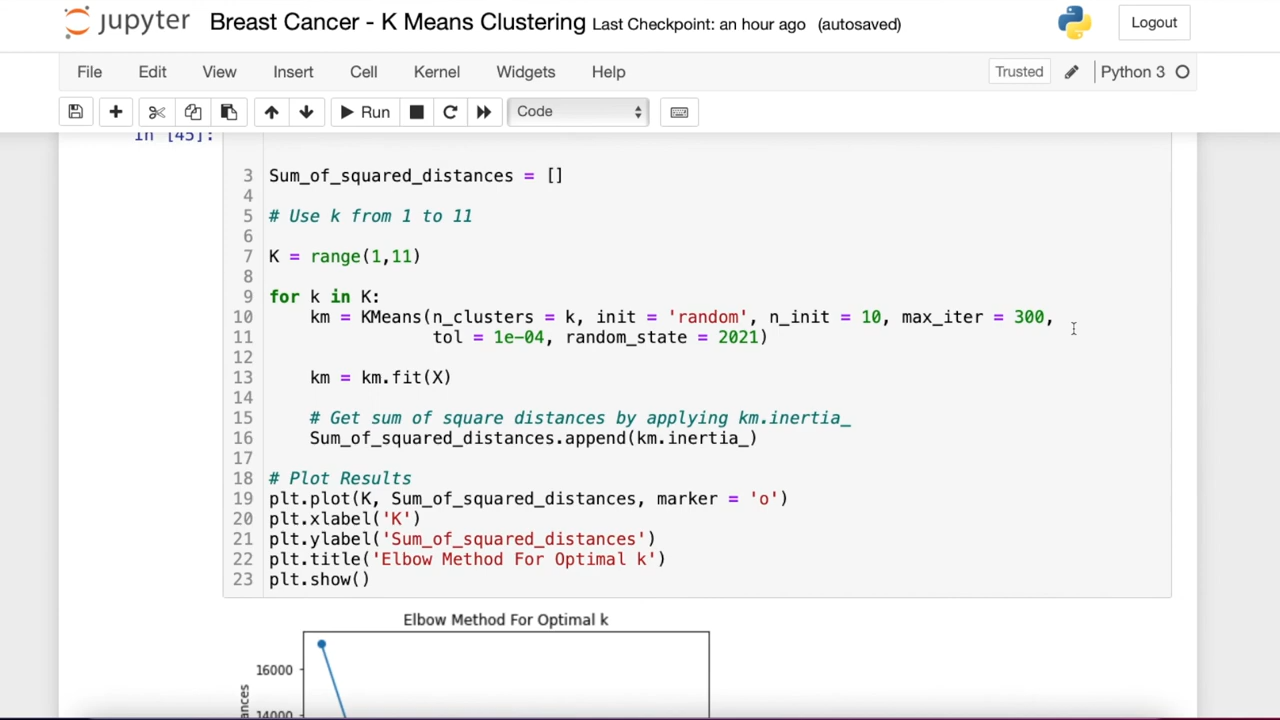 jupyter Breast Cancer - K Means Clustering Last Checkpoint: an hour ago (autosaved) Logout
File Edit View Insert Cell Kernel Widgets Help Trusted Python 3
Run Code
In [45]:
3 Sum_of_squared_distances = []
4
5 # Use k from 1 to 11
6
7 K = range(1,11)
8
9 for k in K:
10 km = KMeans(n_clusters = k, init = 'random', n_init = 10, max_iter = 300,
11 tol = 1e-04, random_state = 2021)
12
13 km = km.fit(X)
14
15 # Get sum of square distances by applying km.inertia_
16 Sum_of_squared_distances.append(km.inertia_)
17
18 # Plot Results
19 plt.plot(K, Sum_of_squared_distances, marker = 'o')
20 plt.xlabel('K')
21 plt.ylabel('Sum_of_squared_distances')
22 plt.title('Elbow Method For Optimal k')
23 plt.show()
Elbow Method For Optimal k
16000
14000
ances